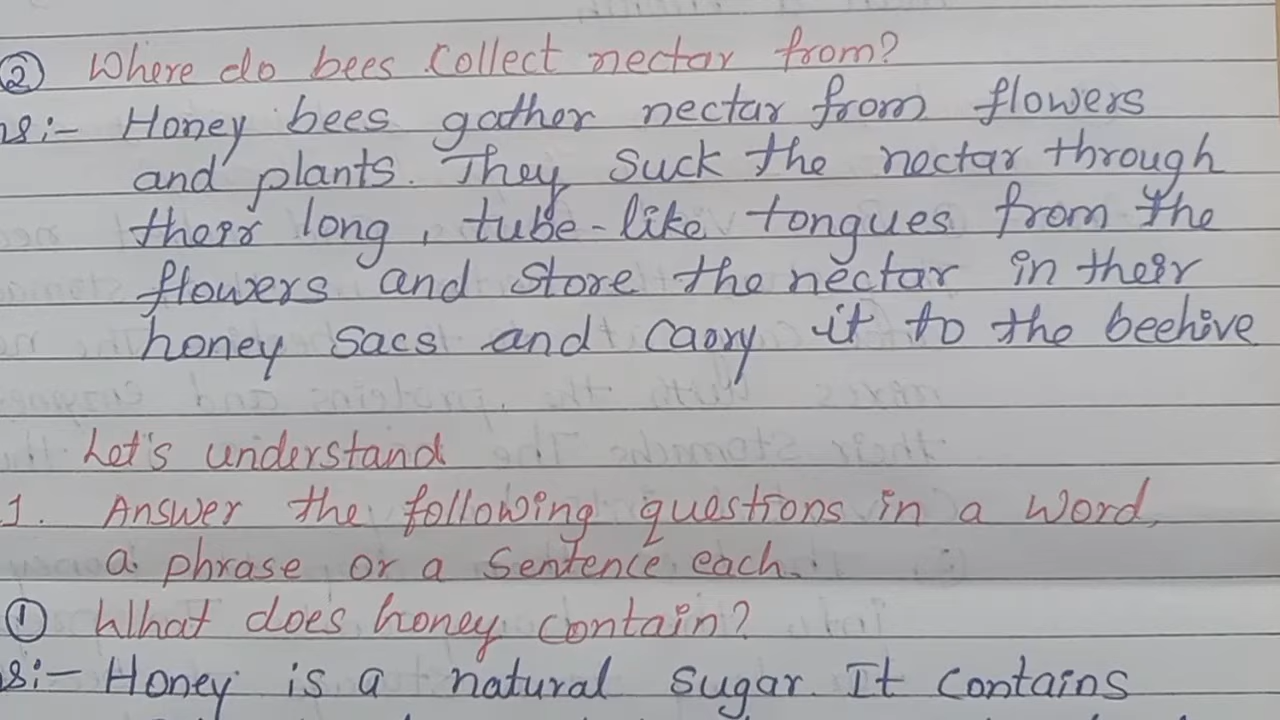 ② Where do bees collect nectar from?
s:- Honey bees gather nectar from flowers
and plants. They suck the nectar through
their long, tube-like tongues from the
flowers and store the nectar in their
honey sacs and carry it to the beehive
Let's understand
1. Answer the following questions in a word,
a phrase or a sentence each.
① What does honey contain?
s:- Honey is a natural sugar. It contains